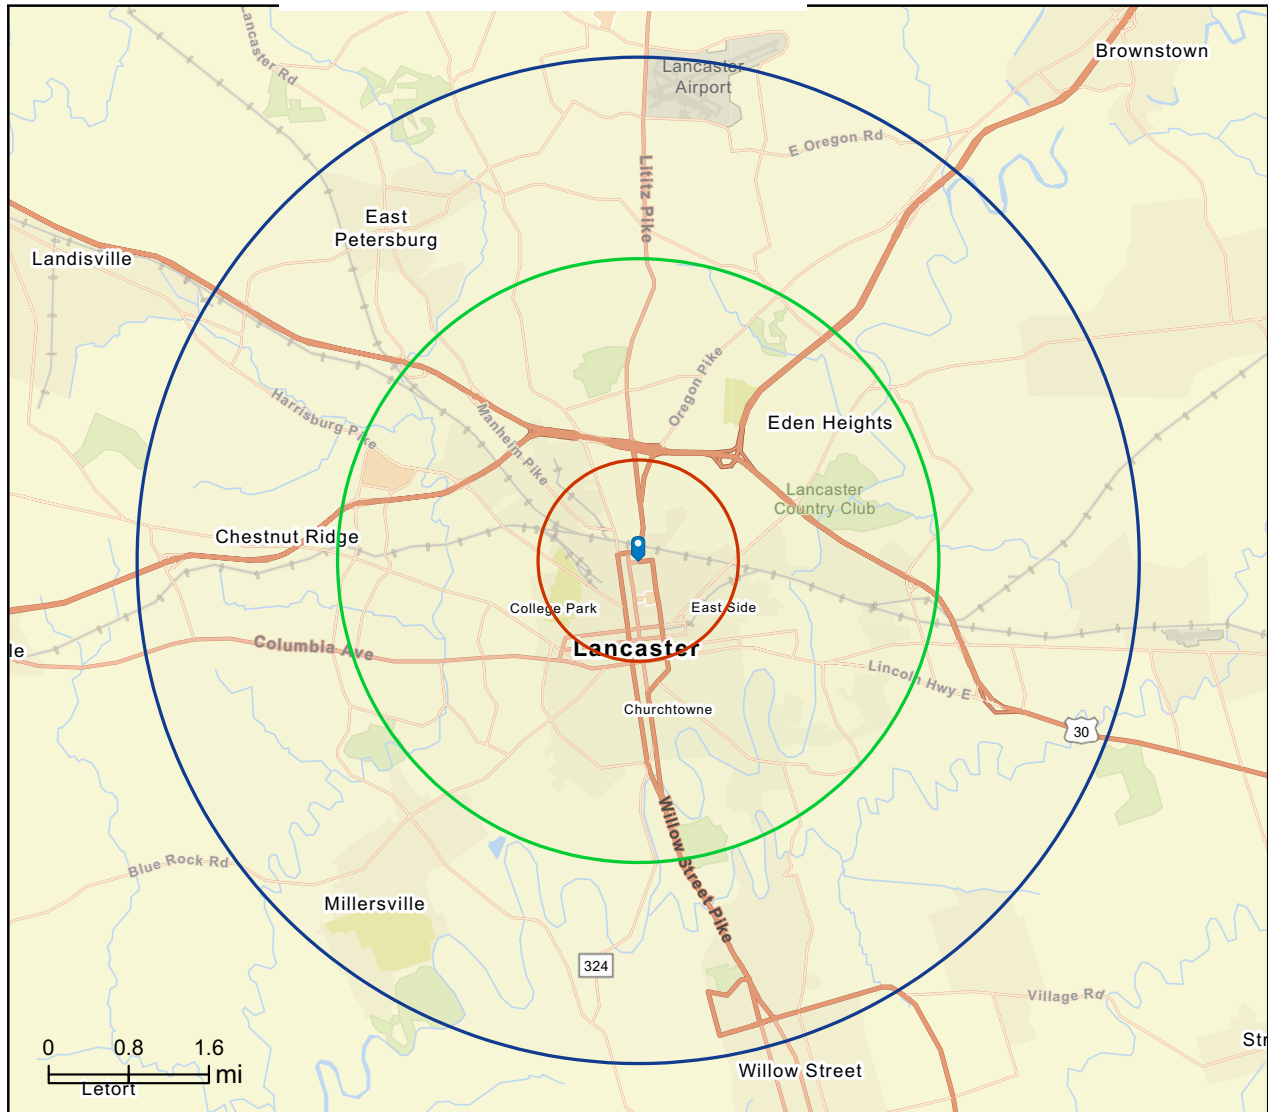 Brownstown
Lancaster Rd
Lancaster
Airport
E Oregon Rd
Lititz Pike
East
Petersburg
Landisville
Oregon Pike
Harrisburg Pike
Manheim Pike
Eden Heights
Lancaster
Country Club
Chestnut Ridge
College Park
East Side
Lancaster
Columbia Ave
le
Lincoln Hwy E
Churchtowne
30
Willow Street Pike
Blue Rock Rd
Millersville
324
Village Rd
Str
0 0.8 1.6
mi
Letort
Willow Street